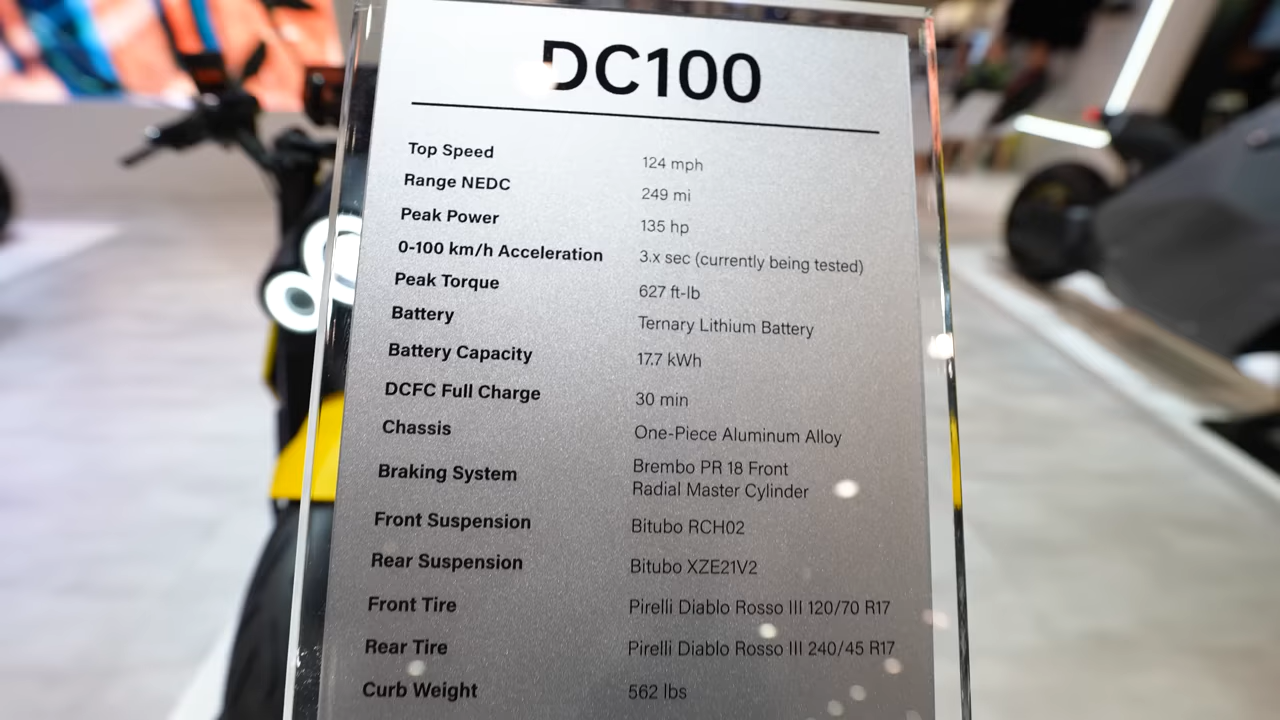 DC100
Top Speed 124 mph
Range NEDC 249 mi
Peak Power 135 hp
0-100 km/h Acceleration 3.x sec (currently being tested)
Peak Torque 627 ft-lb
Battery Ternary Lithium Battery
Battery Capacity 17.7 kWh
DCFC Full Charge 30 min
Chassis One-Piece Aluminum Alloy
Braking System Brembo PR 18 Front
Radial Master Cylinder
Front Suspension Bitubo RCH02
Rear Suspension Bitubo XZE21V2
Front Tire Pirelli Diablo Rosso III 120/70 R17
Rear Tire Pirelli Diablo Rosso III 240/45 R17
Curb Weight 562 lbs